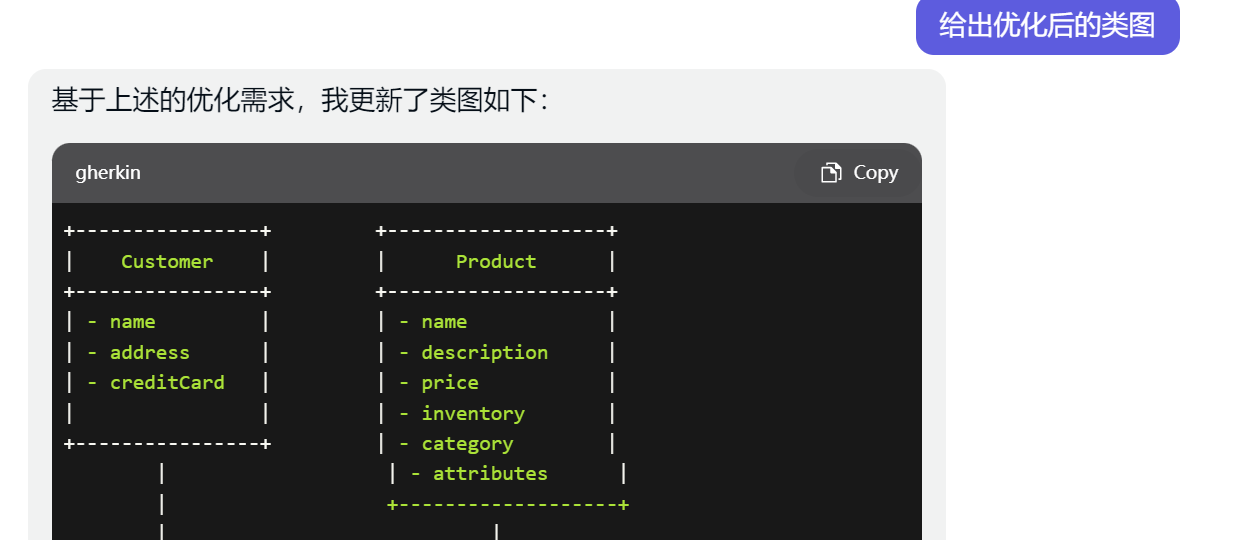 给出优化后的类图
基于上述的优化需求，我更新了类图如下：
gherkin Copy
+----------------+         +-------------------+
|    Customer    |         |      Product      |
+----------------+         +-------------------+
| - name         |         | - name            |
| - address      |         | - description     |
| - creditCard   |         | - price           |
|                |         | - inventory       |
+----------------+         | - category        |
        |                   | - attributes      |
        |                   +-------------------+
        |                            |